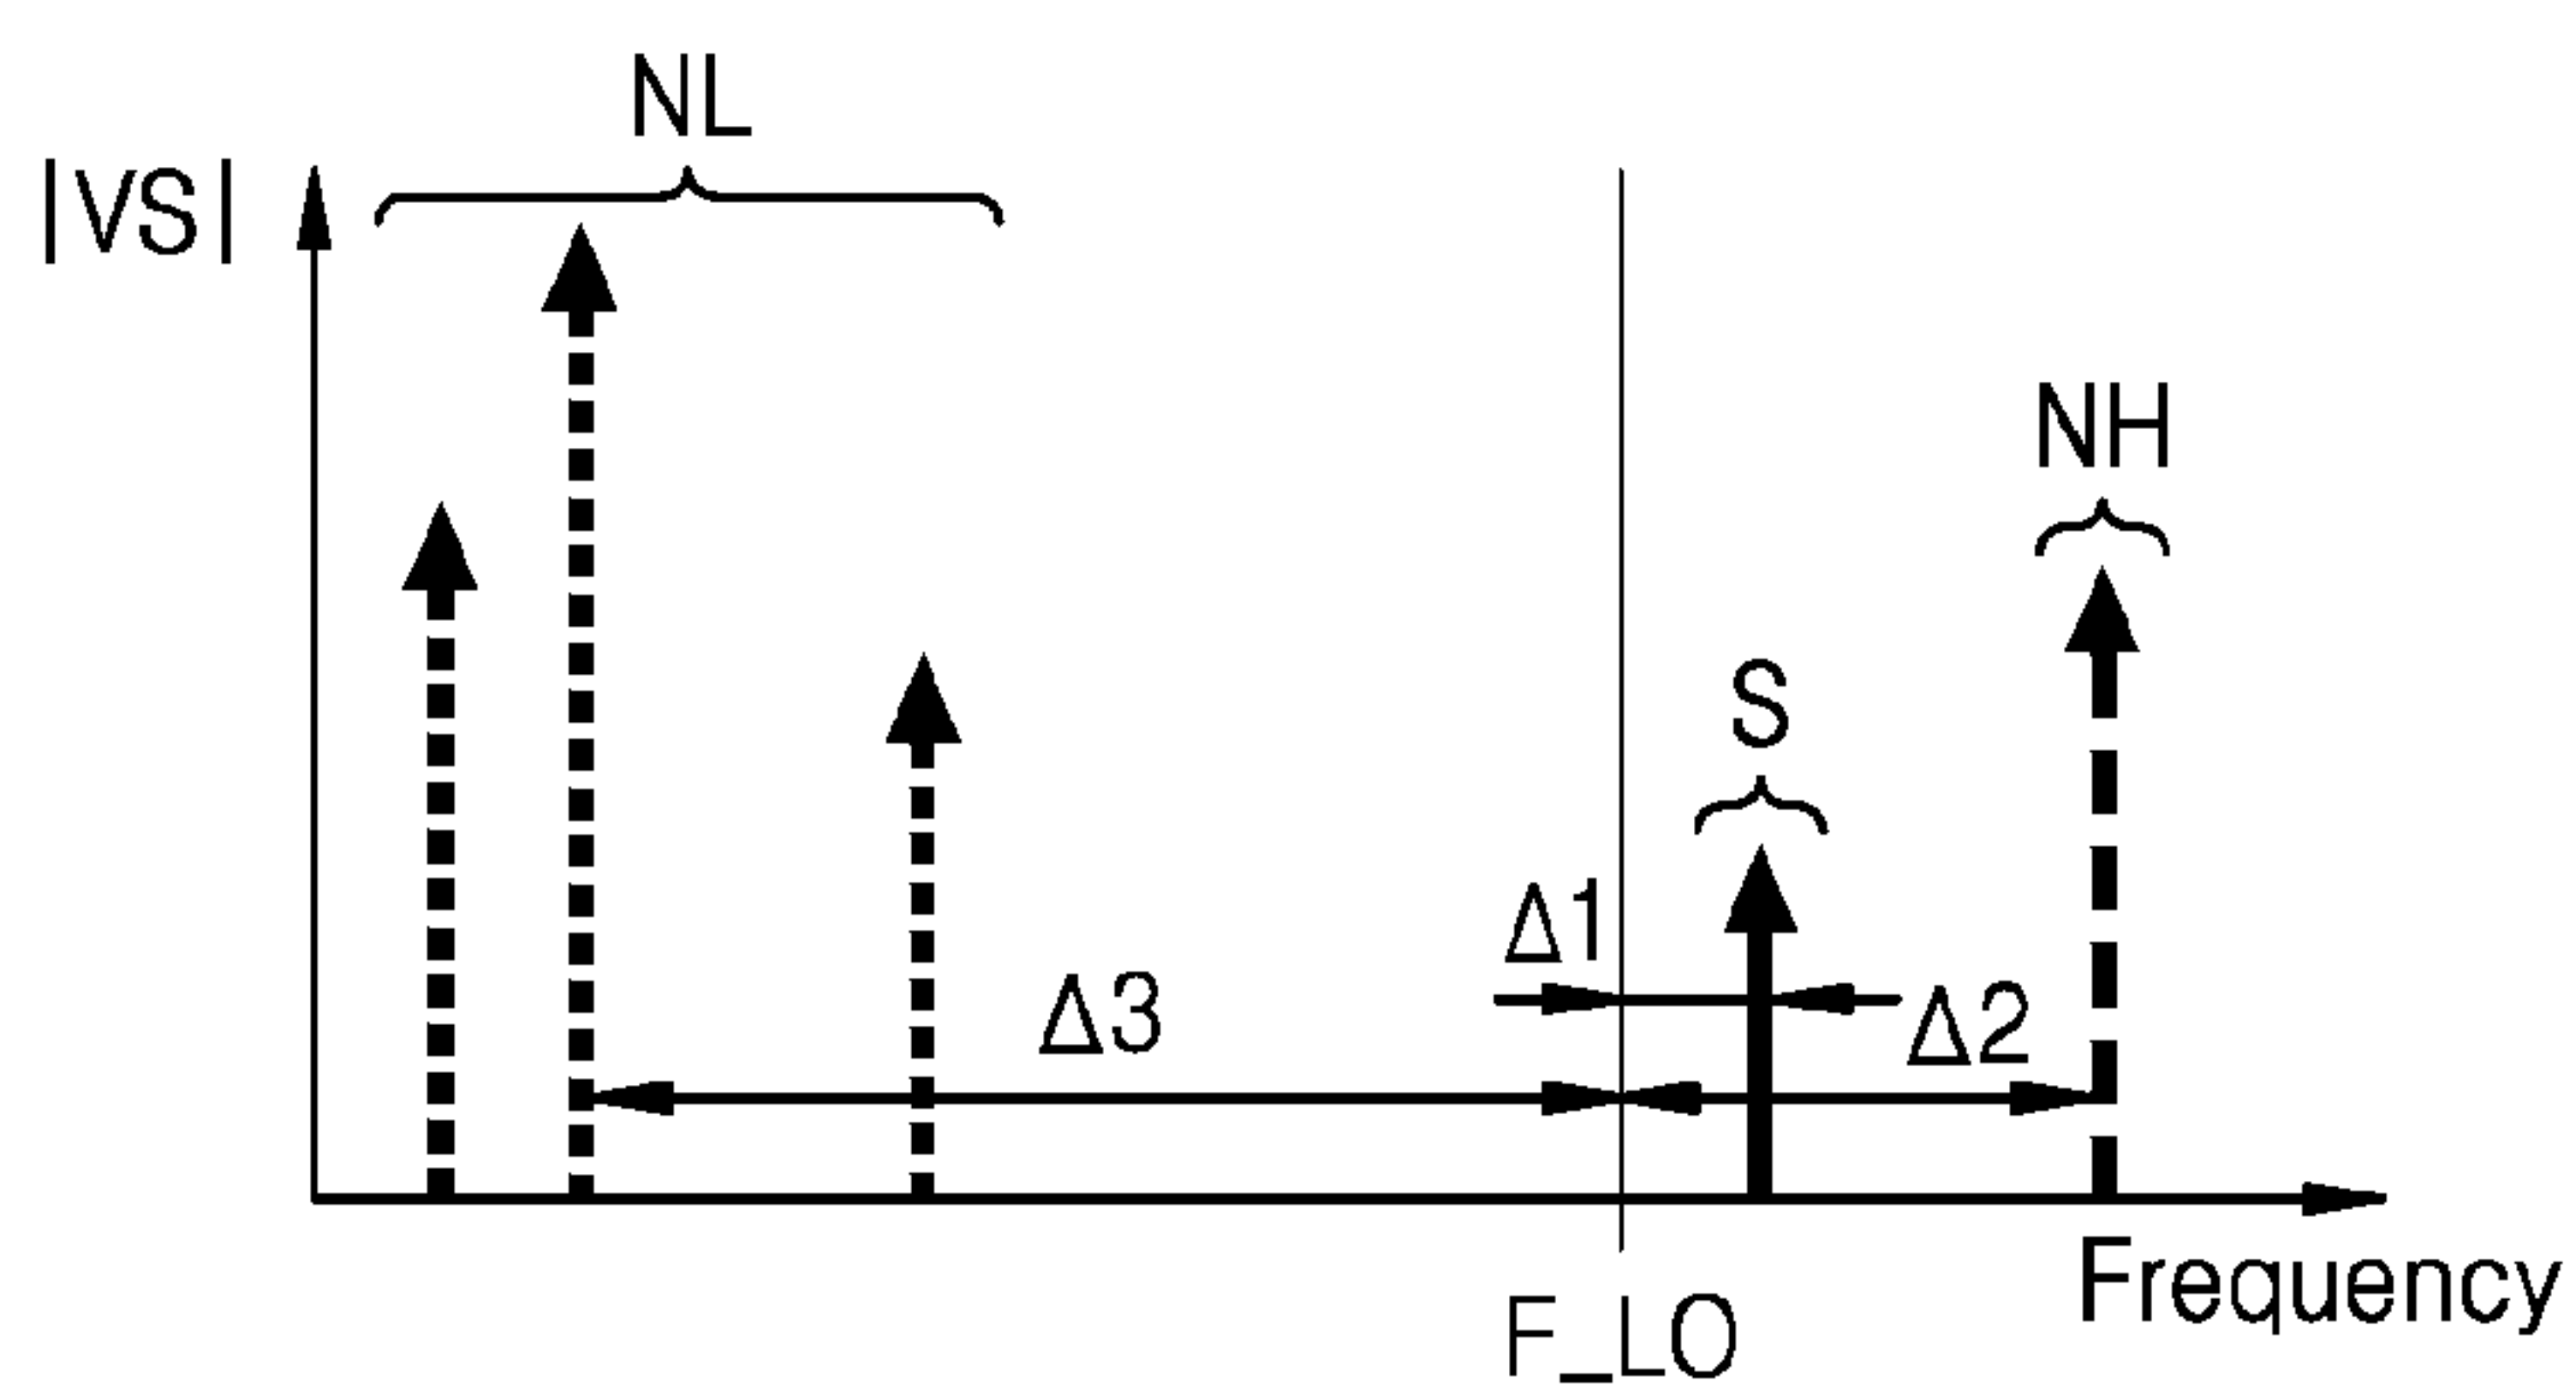 NL
|VS|
NH
S
Δ1
Δ3
Δ2
Frequency
F_LO